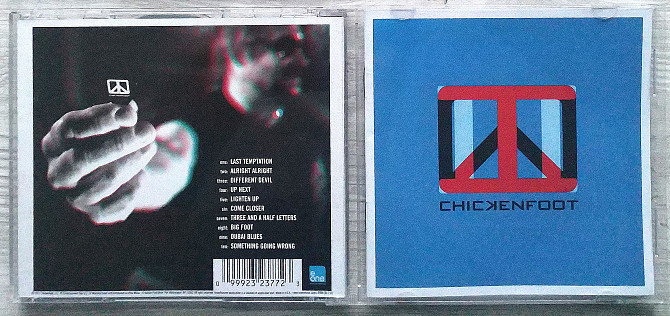 one: LAST TEMPTATION
two: ALRIGHT ALRIGHT
three: DIFFERENT DEVIL
four: UP NEXT
five: LIGHTEN UP
six: COME CLOSER
seven: THREE AND A HALF LETTERS
eight: BIG FOOT
nine: DUBAI BLUES
ten: SOMETHING GOING WRONG
0 99923 23772 3
e one
CHICKENFOOT